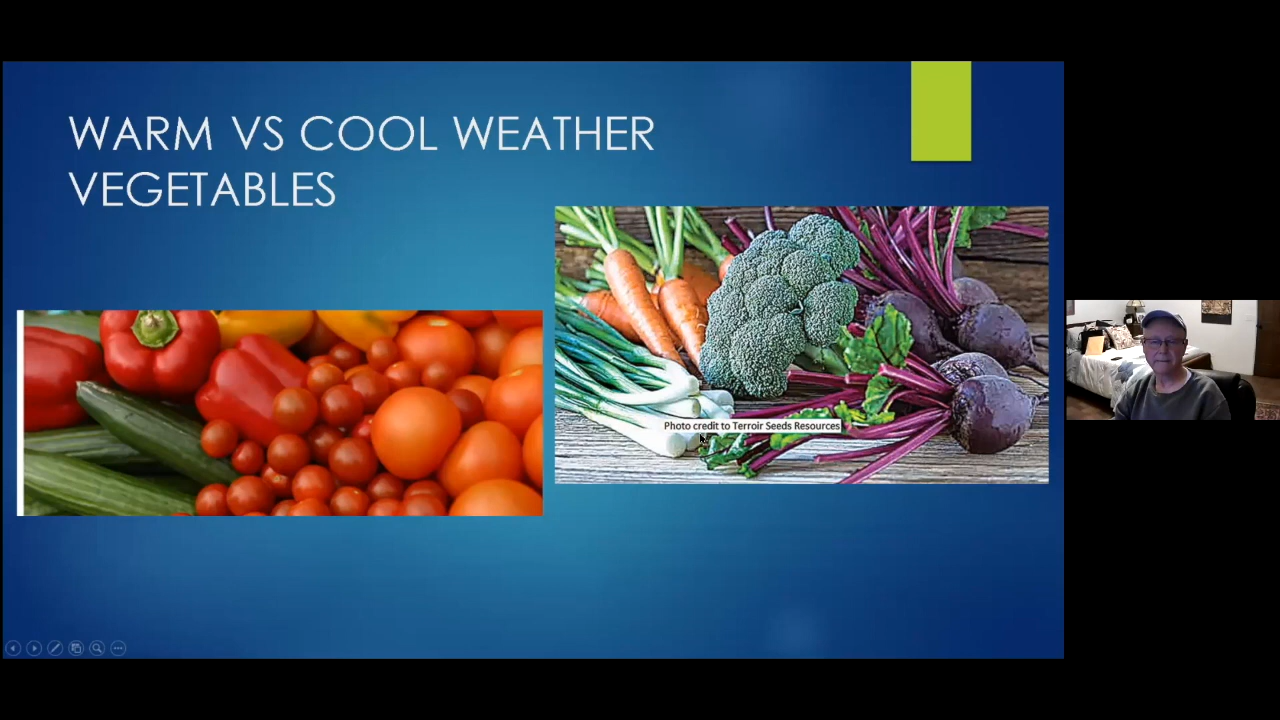 WARM VS COOL WEATHER
VEGETABLES
Photo credit to Terroir Seeds Resources